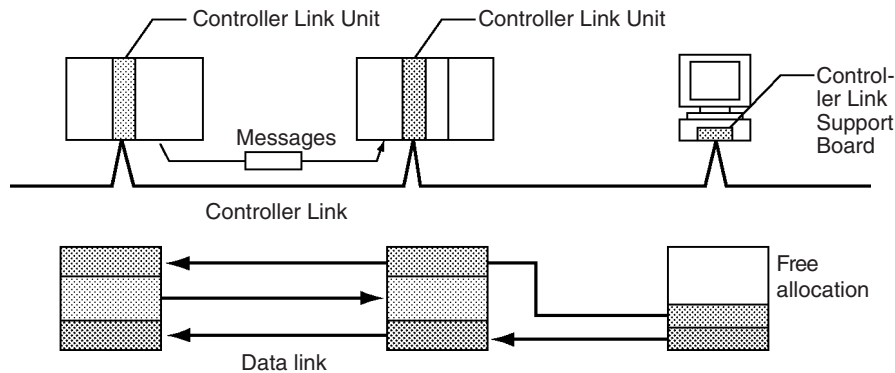 Controller Link Unit
Controller Link Unit
Control-
ler Link
Support
Board
Messages
Controller Link
Free
allocation
Data link